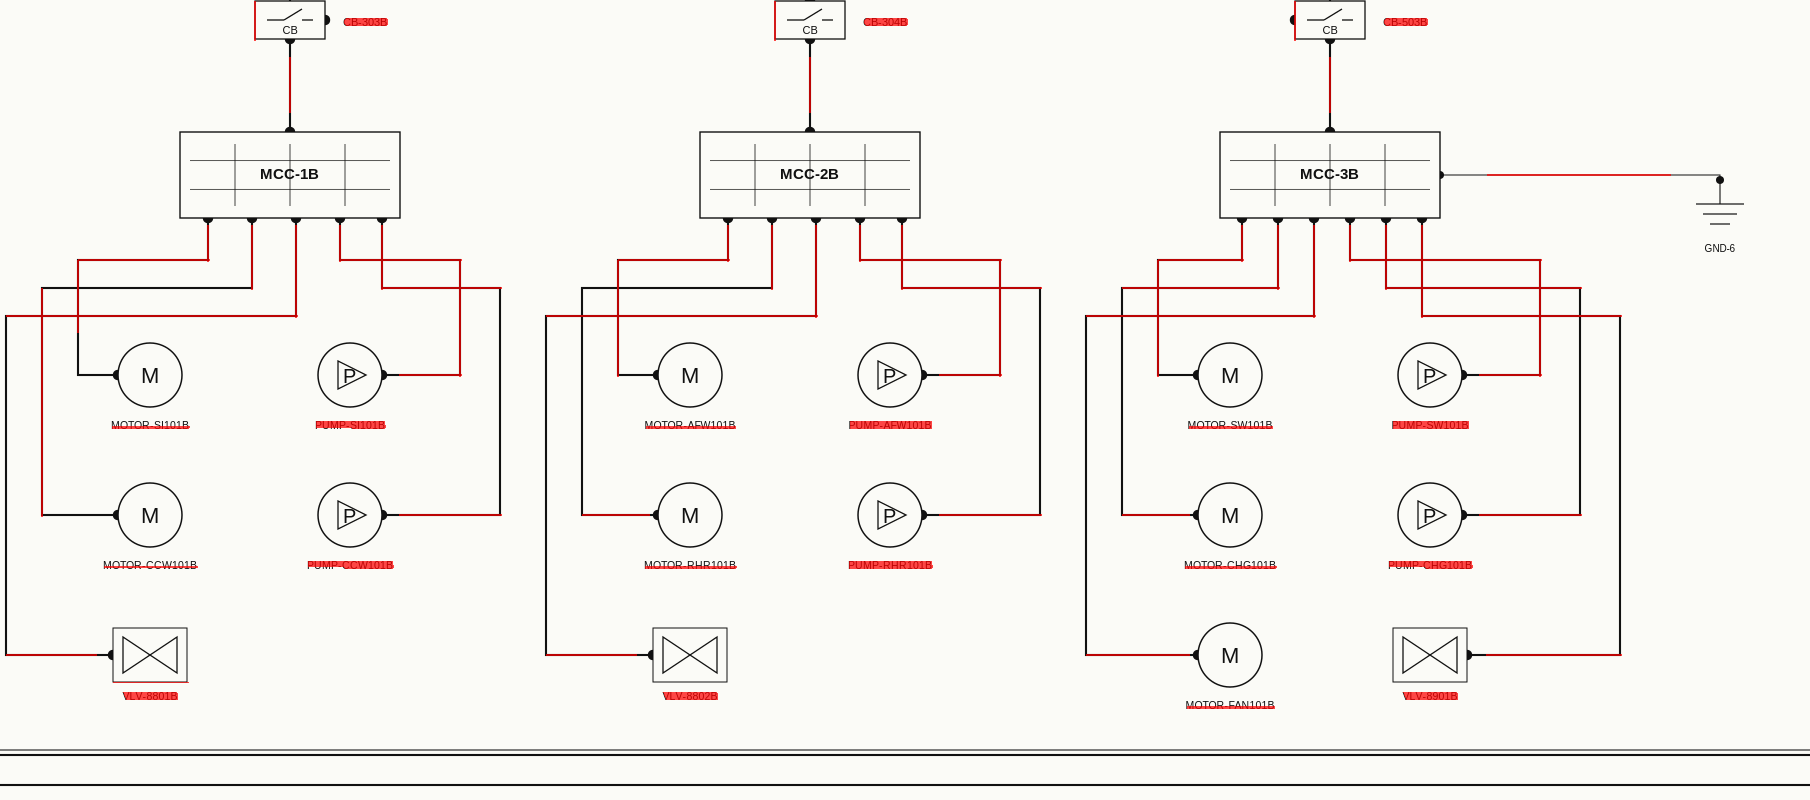 CB CB-303B CB CB-304B CB CB-503B
MCC-1B MCC-2B MCC-3B
GND-6
M P M P M P
MOTOR-SI101B PUMP-SI101B MOTOR-AFW101B PUMP-AFW101B MOTOR-SW101B PUMP-SW101B
M P M P M P
MOTOR-CCW101B PUMP-CCW101B MOTOR-RHR101B PUMP-RHR101B MOTOR-CHG101B PUMP-CHG101B
M
VLV-8801B VLV-8802B VLV-8901B
MOTOR-FAN101B